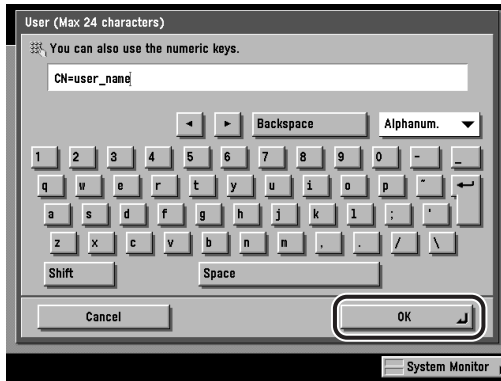 User (Max 24 characters)
You can also use the numeric keys.
CN=user_name
◄ ► Backspace Alphanum. ▼
1 2 3 4 5 6 7 8 9 0 - _
q w e r t y u i o p ~
a s d f g h j k l ; '
z x c v b n m , . / \
Shift Space
Cancel OK
System Monitor